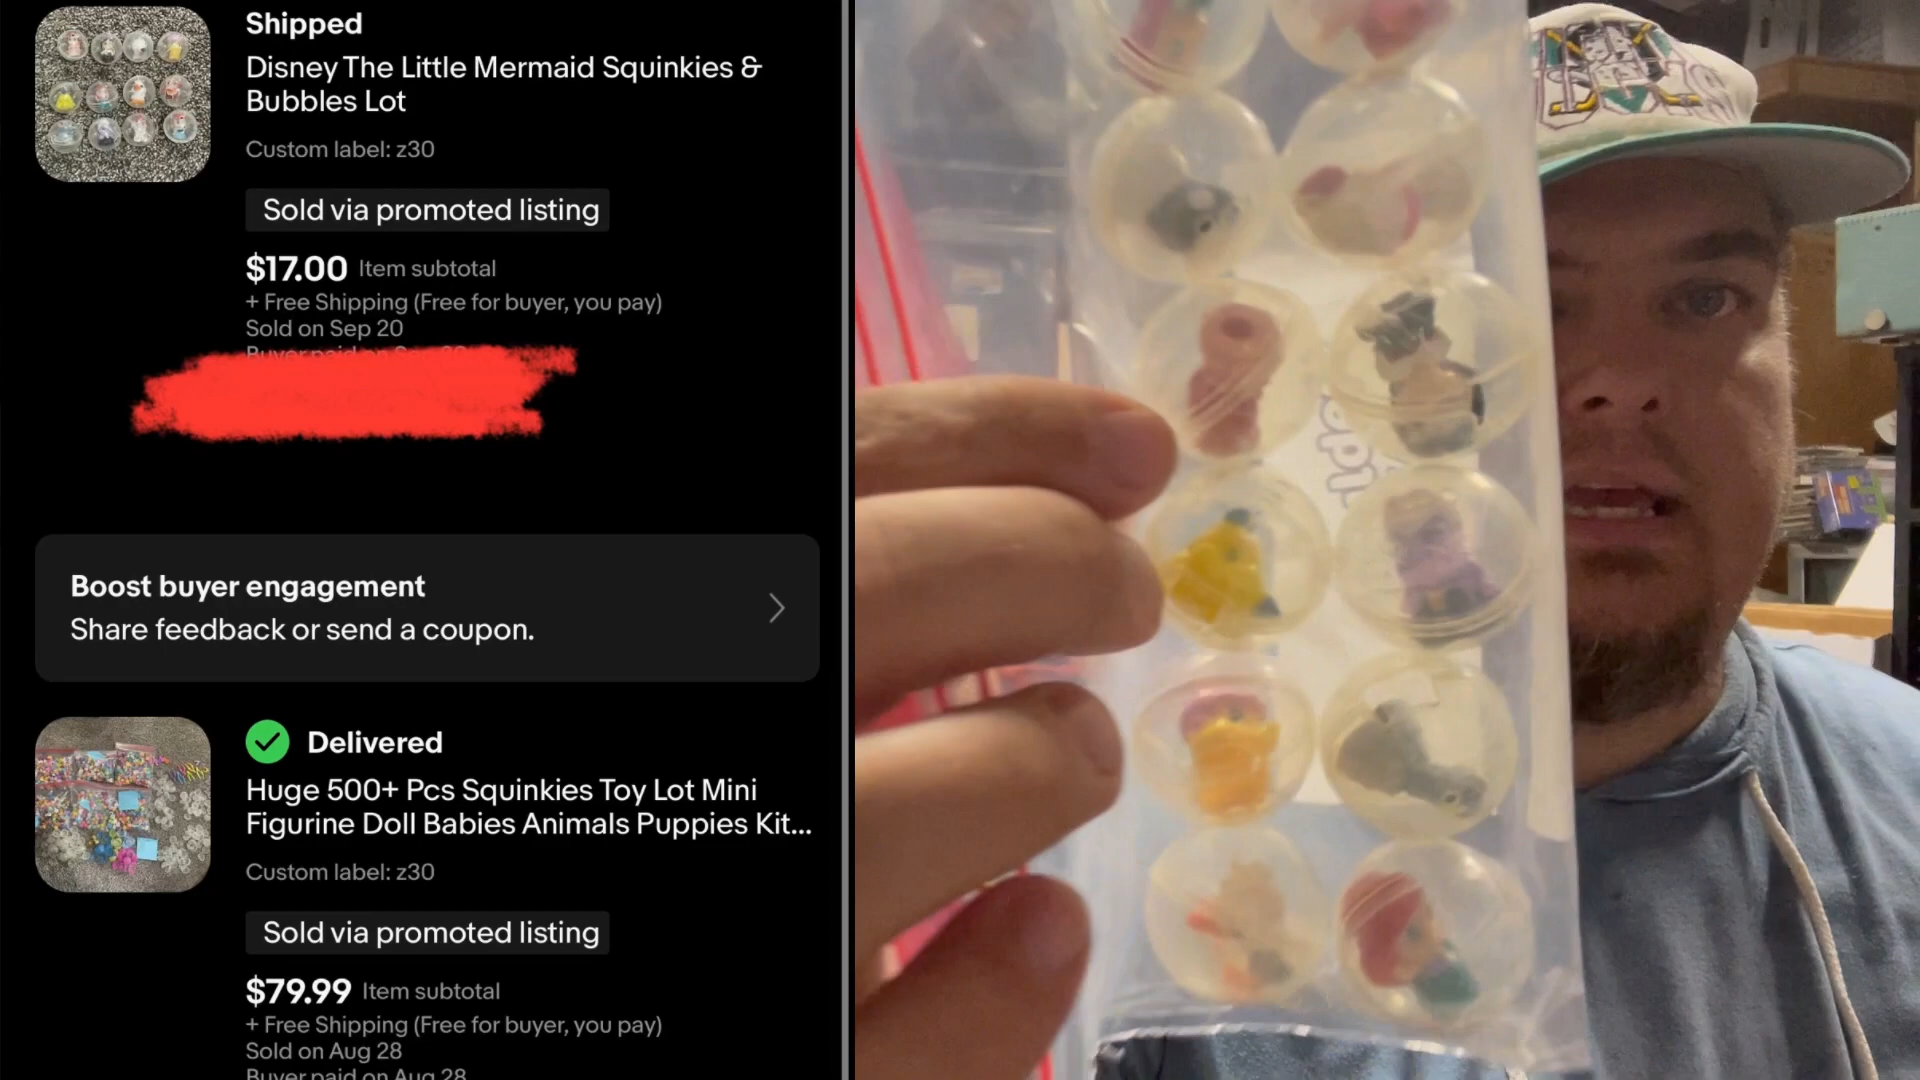 Shipped
Disney The Little Mermaid Squinkies &
Bubbles Lot
Custom label: z30
Sold via promoted listing
$17.00 Item subtotal
+ Free Shipping (Free for buyer, you pay)
Sold on Sep 20
Boost buyer engagement
Share feedback or send a coupon.
Delivered
Huge 500+ Pcs Squinkies Toy Lot Mini
Figurine Doll Babies Animals Puppies Kit...
Custom label: z30
Sold via promoted listing
$79.99 Item subtotal
+ Free Shipping (Free for buyer, you pay)
Sold on Aug 28
Buyer paid on Aug 28